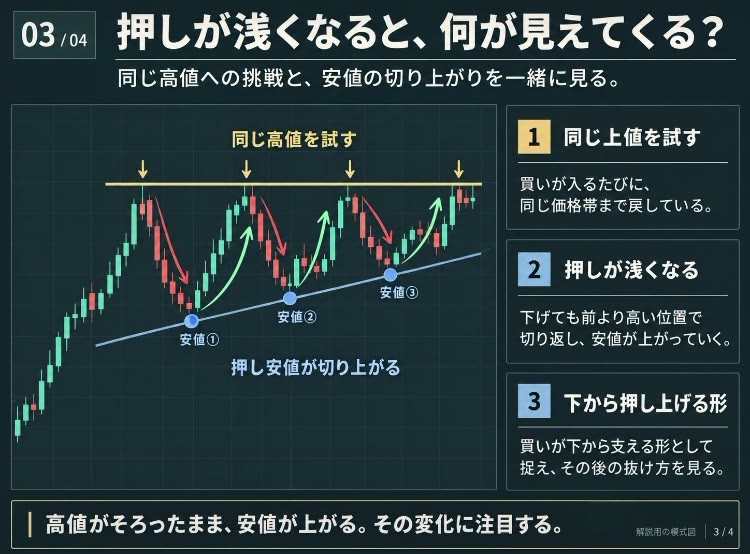 03 / 04
押しが浅くなると、何が見えてくる？
同じ高値への挑戦と、安値の切り上がりを一緒に見る。
同じ高値を試す
安値①
安値②
安値③
押し安値が切り上がる
1 同じ上値を試す
買いが入るたびに、
同じ価格帯まで戻している。
2 押しが浅くなる
下げても前より高い位置で
切り返し、安値が上がっていく。
3 下から押し上げる形
買いが下から支える形として
捉え、その後の抜け方を見る。
高値がそろったまま、安値が上がる。その変化に注目する。
解説用の模式図 3 / 4